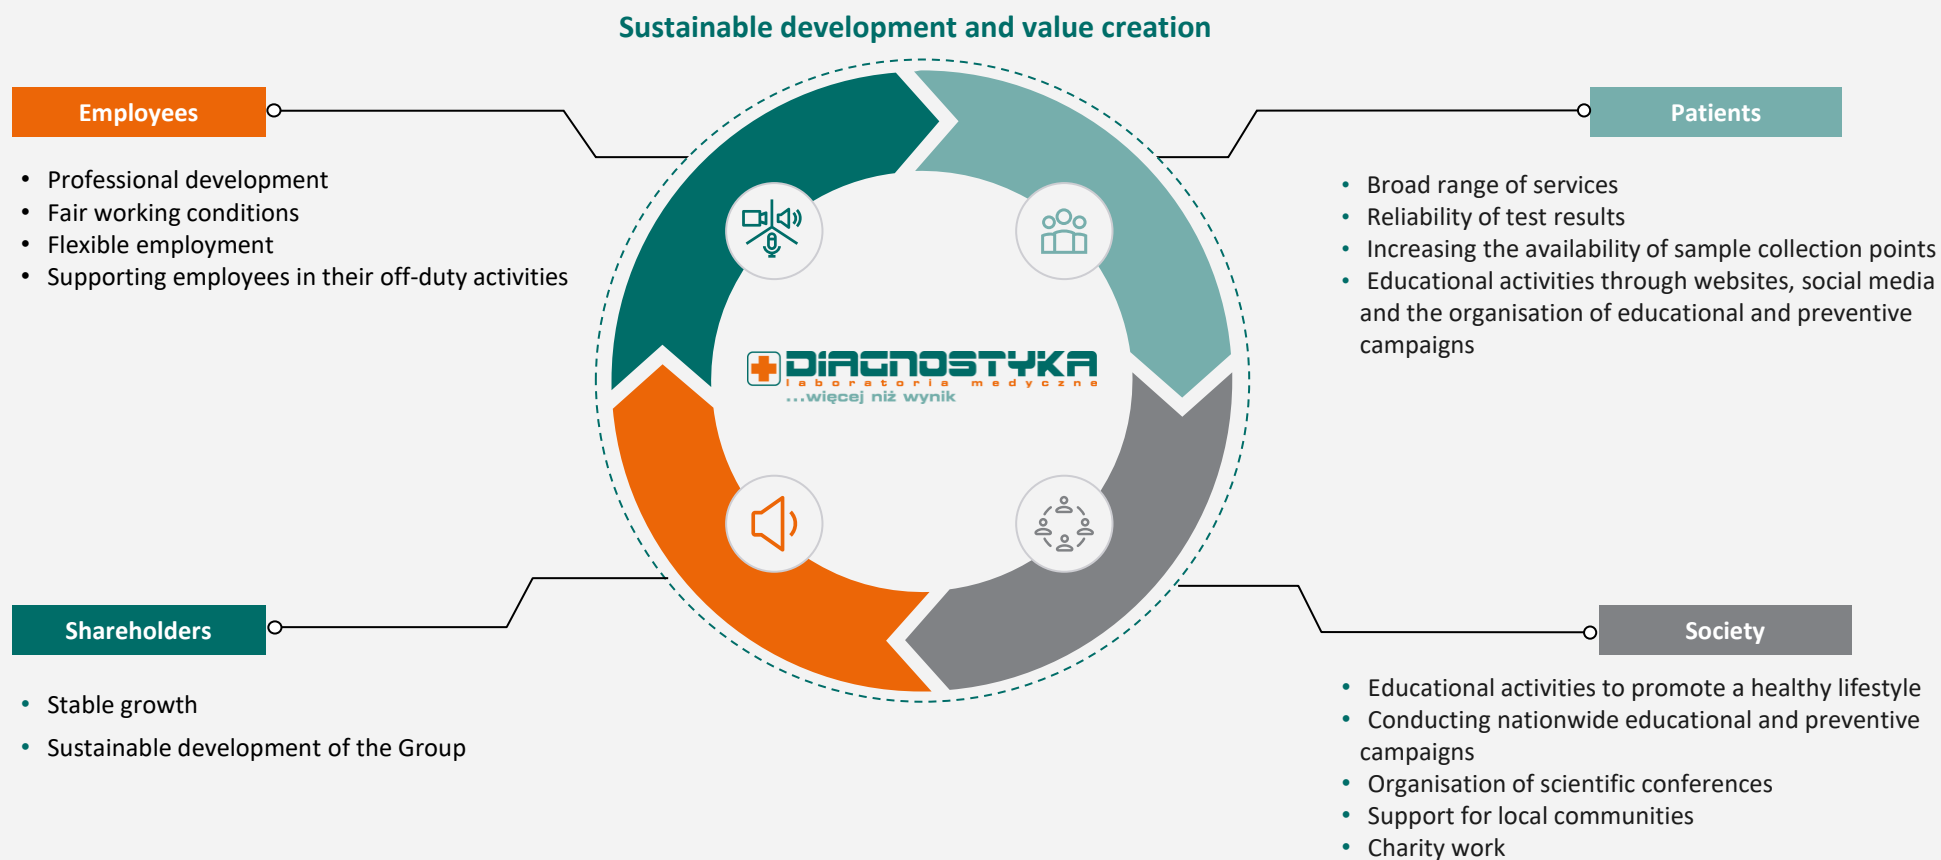 Sustainable development and value creation
Employees
• Professional development
• Fair working conditions
• Flexible employment
• Supporting employees in their off-duty activities
Patients
• Broad range of services
• Reliability of test results
• Increasing the availability of sample collection points
• Educational activities through websites, social media
and the organisation of educational and preventive
campaigns
DIAGNOSTYKA
laboratoria medyczne
...więcej niż wynik
Shareholders
• Stable growth
• Sustainable development of the Group
Society
• Educational activities to promote a healthy lifestyle
• Conducting nationwide educational and preventive
campaigns
• Organisation of scientific conferences
• Support for local communities
• Charity work